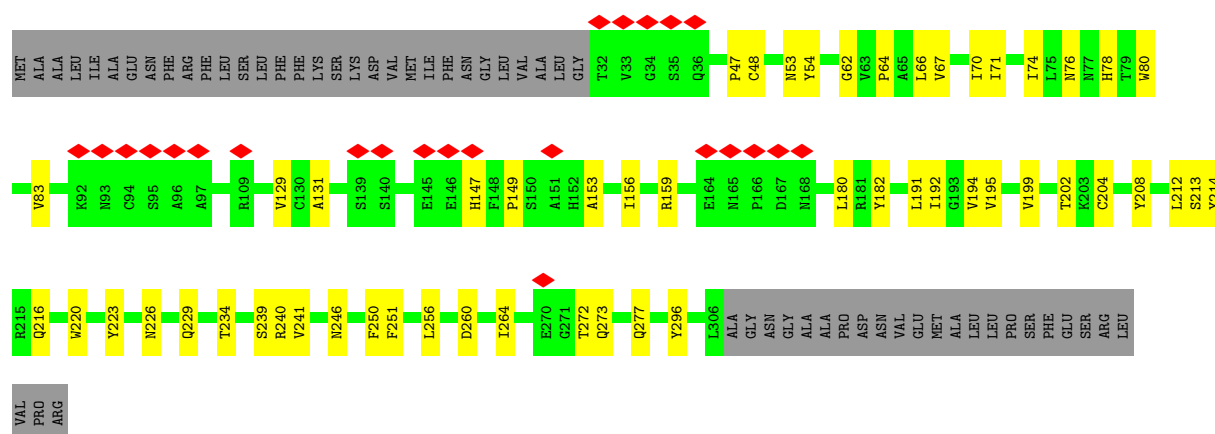 MET ALA ALA LEU ILE ALA GLU ASN PHE ARG PHE LEU SER LEU PHE PHE LYS SER LYS ASP VAL MET ILE PHE ASN GLY LEU VAL ALA LEU GLY T32 V33 G34 S35 Q36 P47 C48 N53 Y54 G62 V63 P64 A65 L66 V67 I70 I71 I74 L75 N76 N77 H78 T79 W80
V83 K92 N93 C94 S95 A96 A97 R109 V129 C130 A131 S139 S140 E145 E146 H147 F148 P149 S150 A151 H152 A153 I156 R159 E164 N165 P166 D167 N168 L180 R181 Y182 L191 I192 G193 V194 V195 V199 T202 K203 C204 Y208 L212 S213 Y214
R215 Q216 W220 Y223 N226 Q229 T234 S239 R240 V241 N246 F250 F251 L256 D260 I264 E270 G271 T272 Q273 Q277 Y296 L306 ALA GLY ASN GLY ALA ALA PRO ASP ASN VAL GLU MET ALA LEU LEU PRO SER PHE GLU SER ARG LEU
VAL PRO ARG